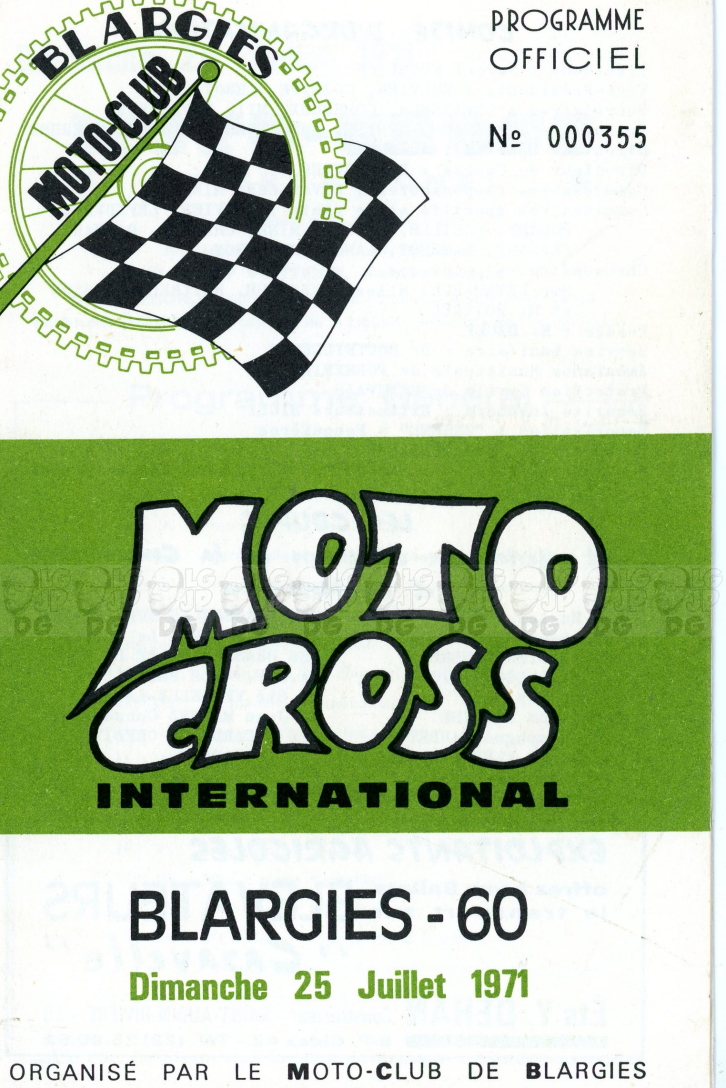 PROGRAMME
OFFICIEL
Nº 000355
BLARGIES
MOTO-CLUB
MOTO
CROSS
INTERNATIONAL
BLARGIES - 60
Dimanche 25 Juillet 1971
ORGANISÉ PAR LE MOTO-CLUB DE BLARGIES